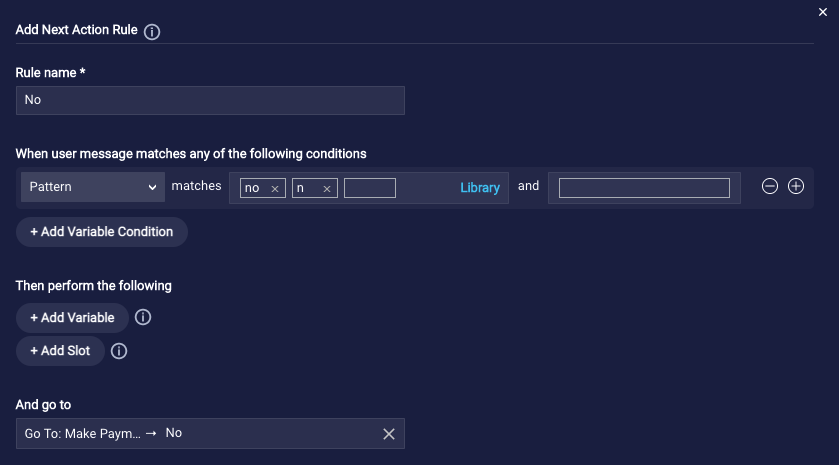 Add Next Action Rule
Rule name *
No
When user message matches any of the following conditions
Pattern matches no × n × Library and
+ Add Variable Condition
Then perform the following
+ Add Variable
+ Add Slot
And go to
Go To: Make Paym... → No